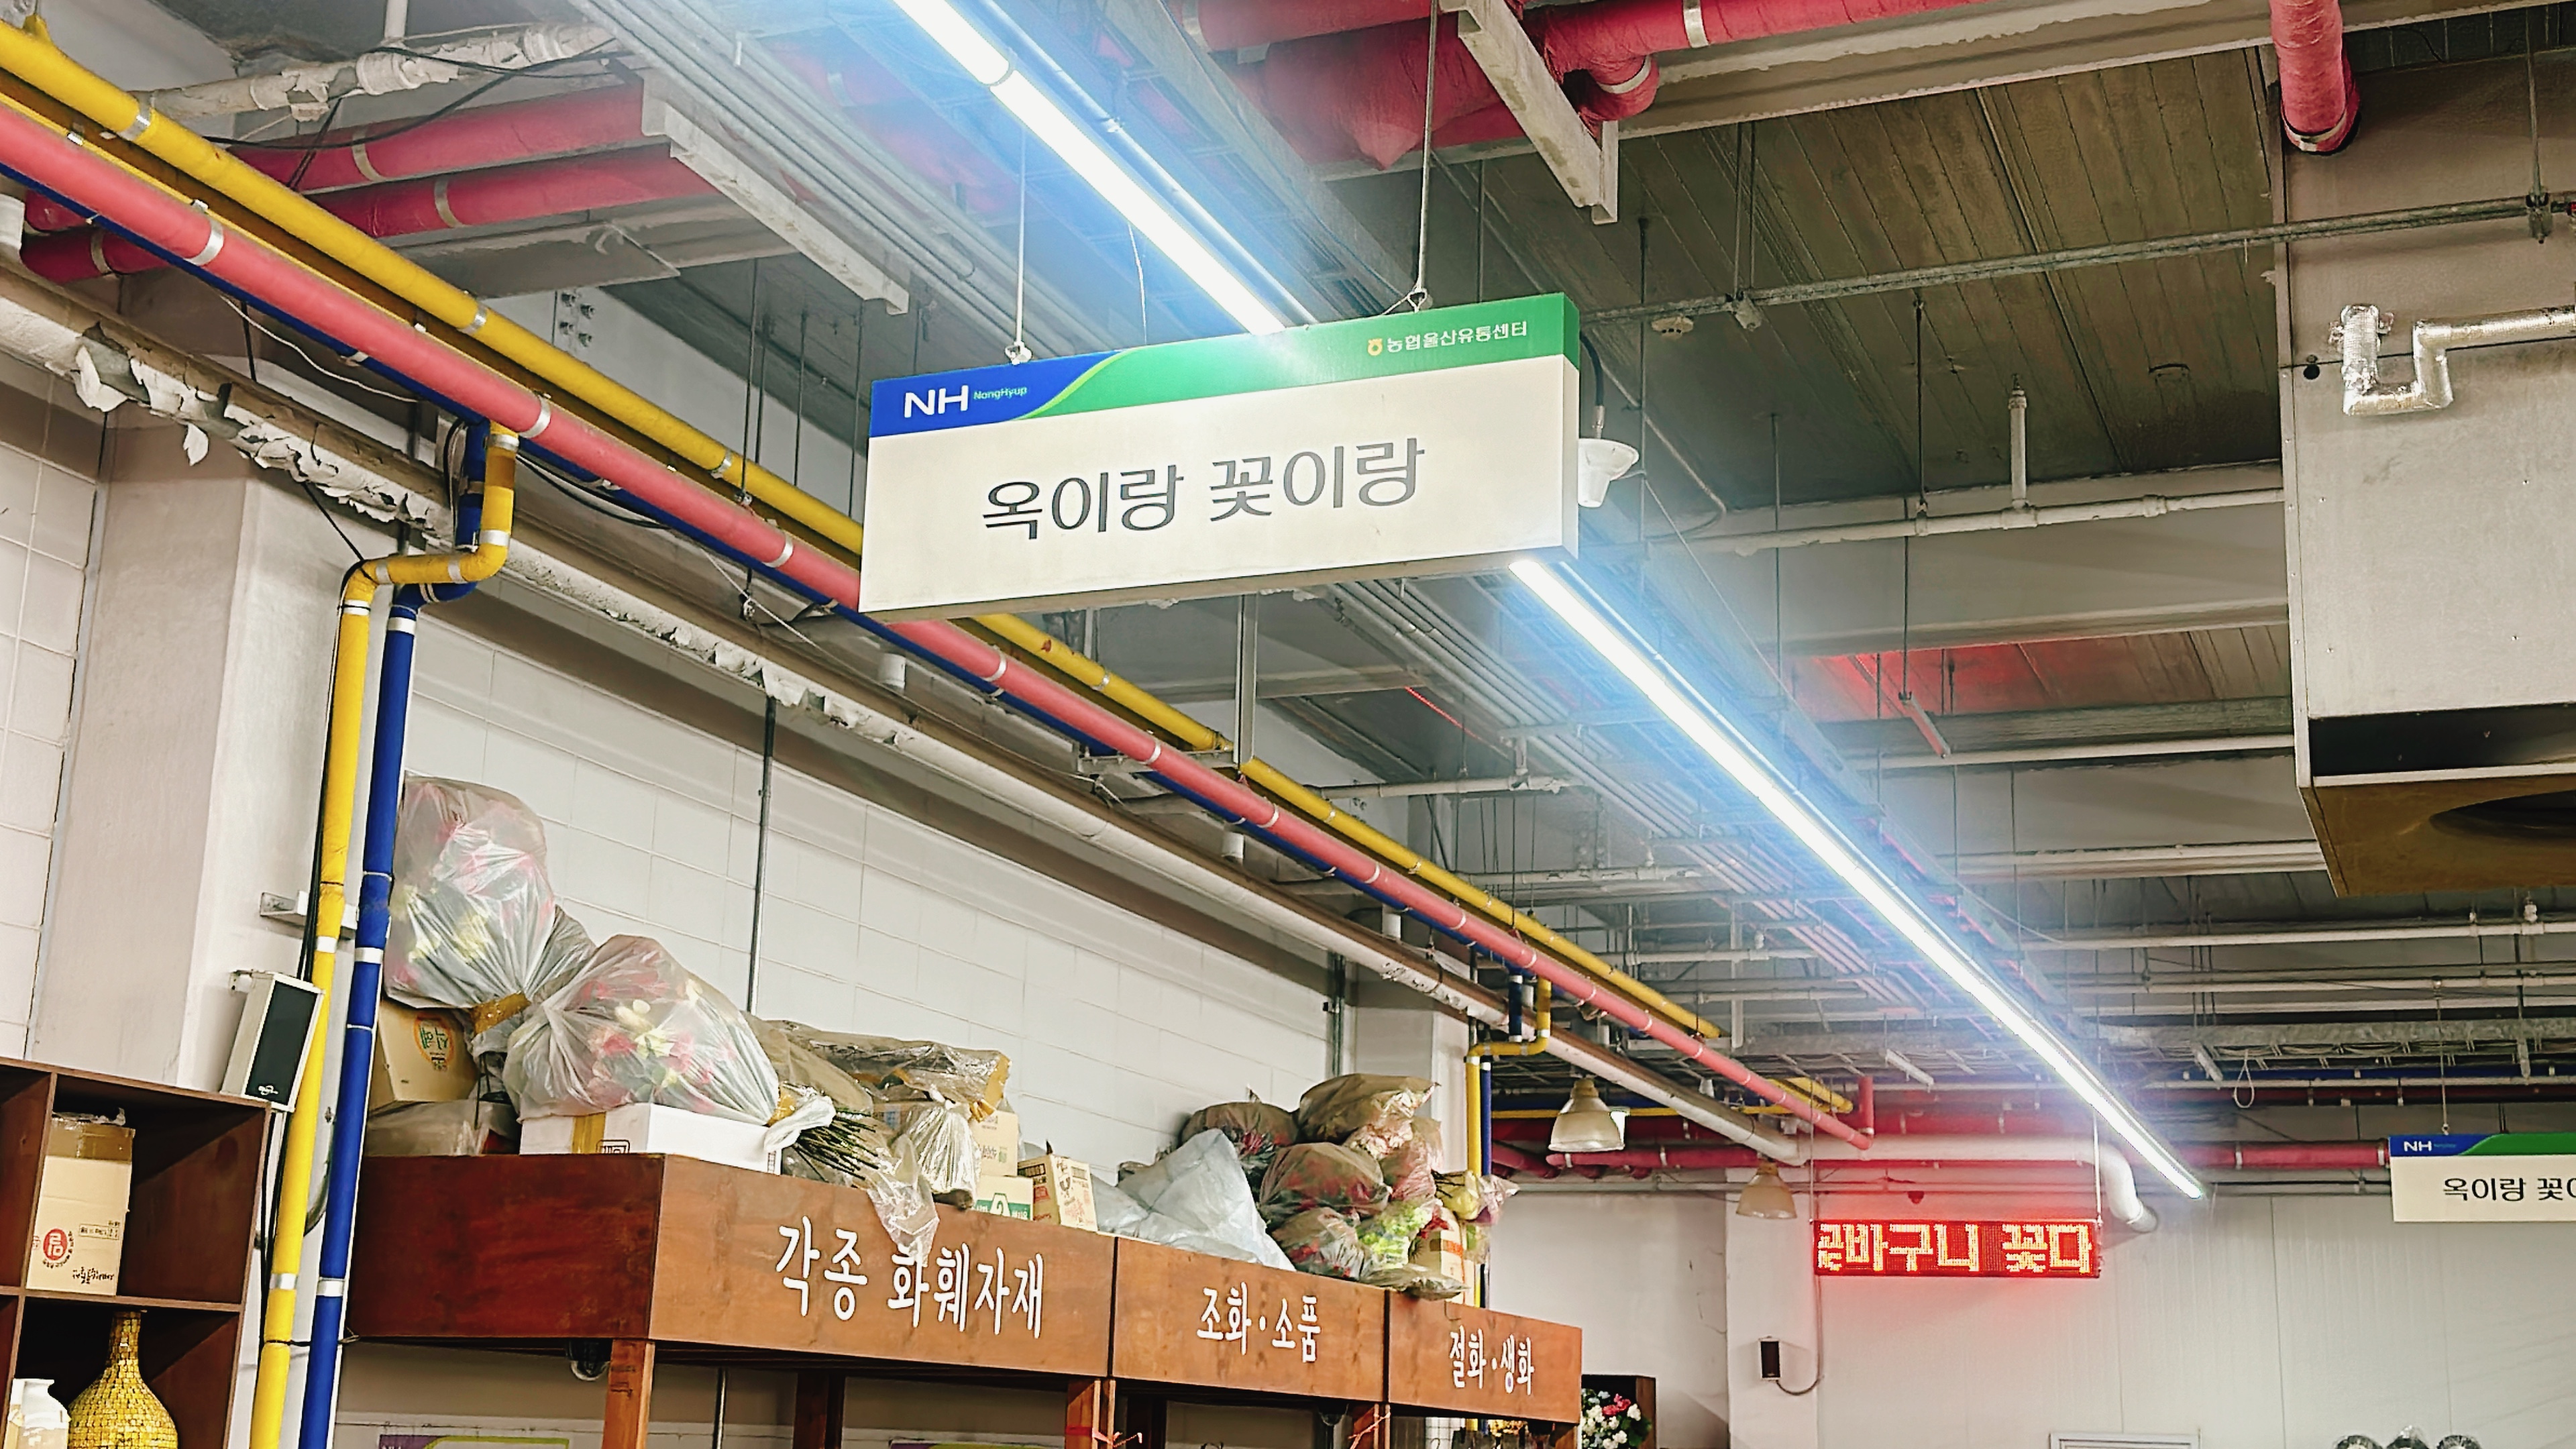 NH NongHyup
농협울산유통센터
옥이랑 꽃이랑
NH
옥이랑 꽃
꽃바구니 꽃다
각종 화훼자재
조화·소품
절화·생화